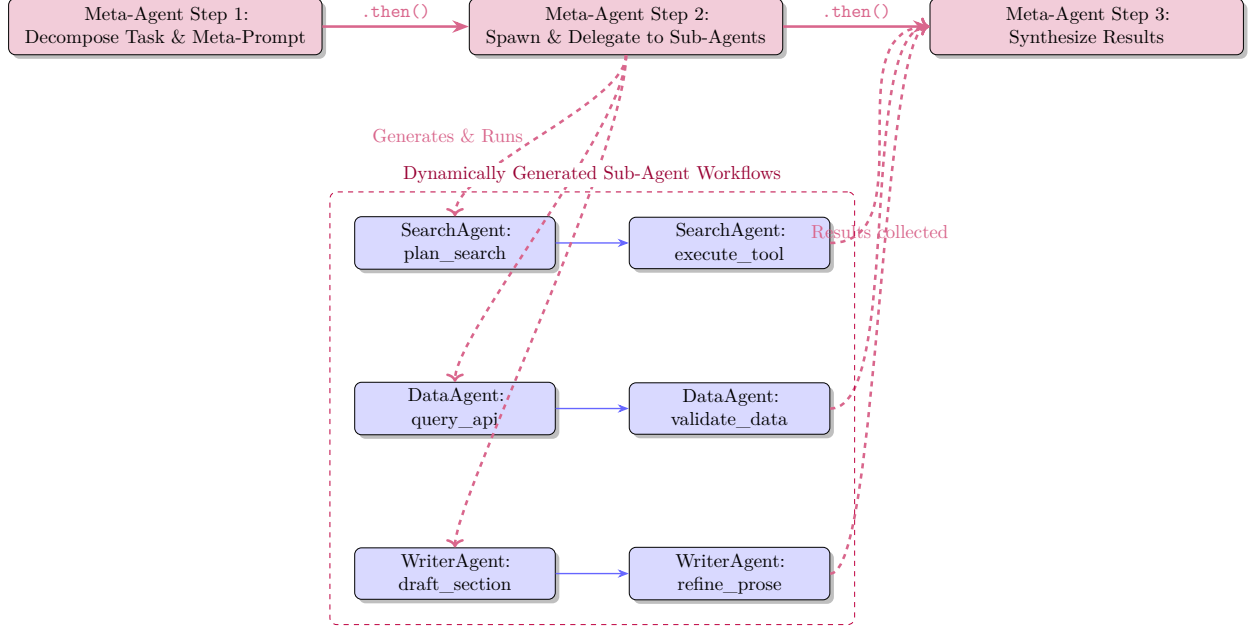 Meta-Agent Step 1:
Decompose Task & Meta-Prompt
.then()
Meta-Agent Step 2:
Spawn & Delegate to Sub-Agents
.then()
Meta-Agent Step 3:
Synthesize Results
Generates & Runs
Dynamically Generated Sub-Agent Workflows
SearchAgent:
plan_search
SearchAgent:
execute_tool
Results collected
DataAgent:
query_api
DataAgent:
validate_data
WriterAgent:
draft_section
WriterAgent:
refine_prose